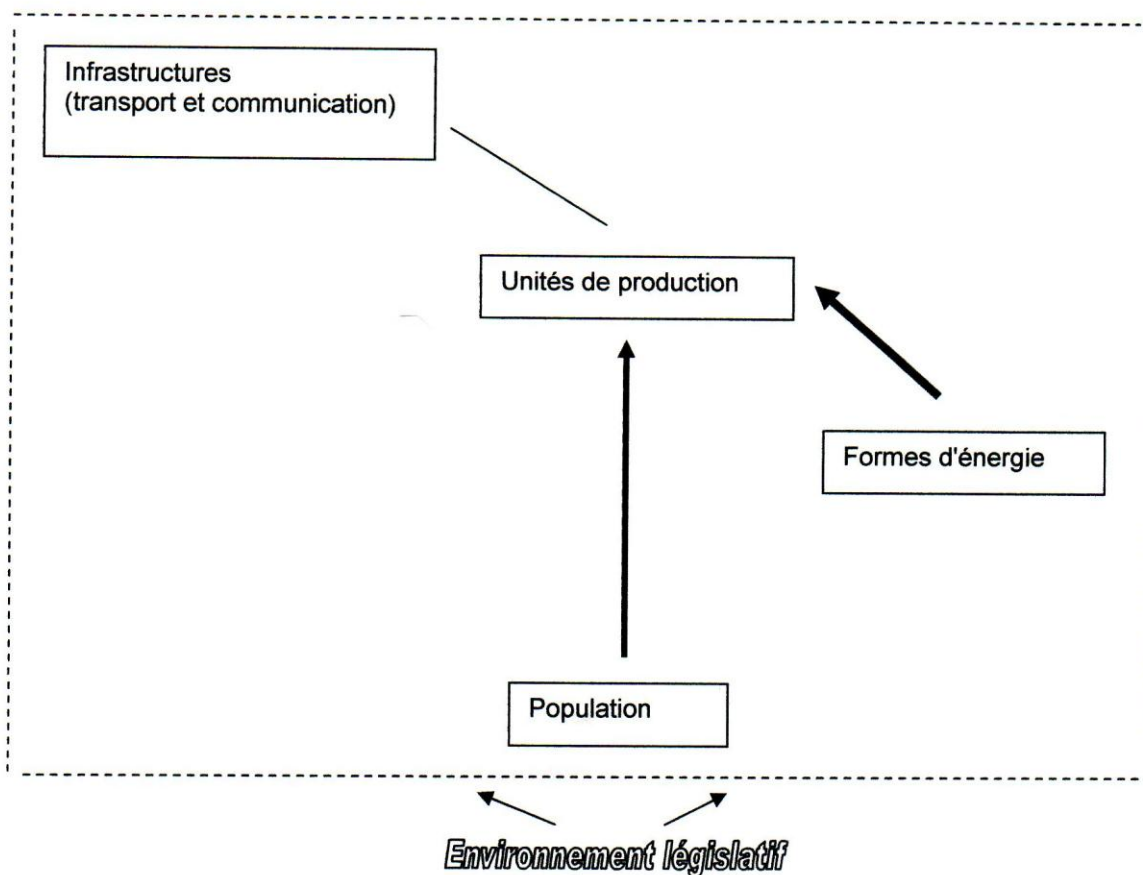 Infrastructures
(transport et communication)
Unités de production
Formes d'énergie
Population
Environnement législatif